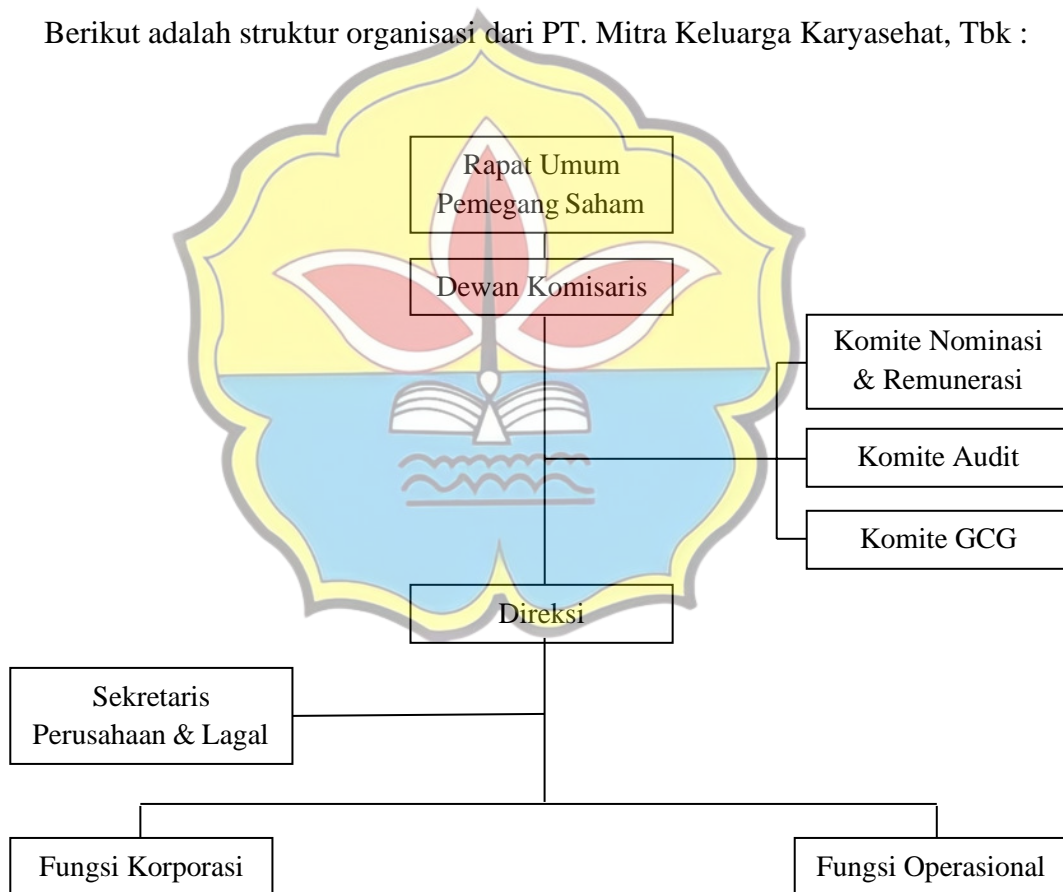 Berikut adalah struktur organisasi dari PT. Mitra Keluarga Karyasehat, Tbk :
Rapat Umum
Pemegang Saham
Dewan Komisaris
Komite Nominasi
& Remunerasi
Komite Audit
Komite GCG
Direksi
Sekretaris
Perusahaan & Lagal
Fungsi Korporasi
Fungsi Operasional